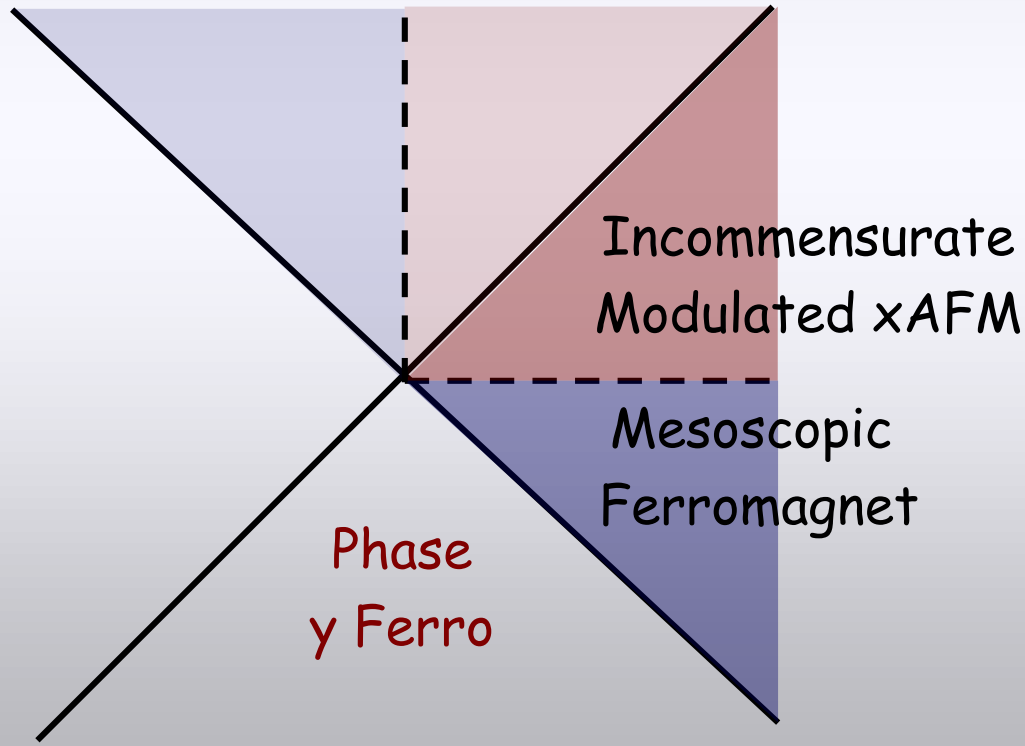 Incommensurate
Modulated xAFM
Mesoscopic
Ferromagnet
Phase
y Ferro